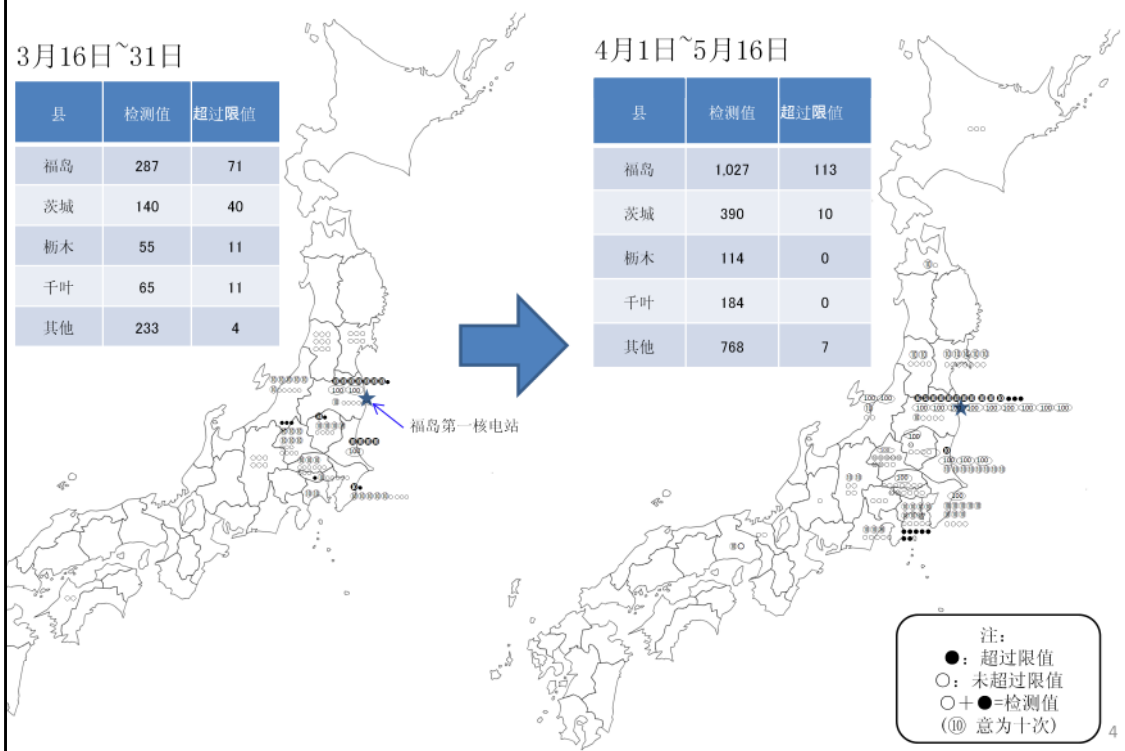 3月16日~31日
县 检测值 超过限值
福岛 287 71
茨城 140 40
枥木 55 11
千叶 65 11
其他 233 4
福岛第一核电站
4月1日~5月16日
县 检测值 超过限值
福岛 1,027 113
茨城 390 10
枥木 114 0
千叶 184 0
其他 768 7
注:
●: 超过限值
○: 未超过限值
○+●=检测值
(⑩ 意为十次)
4